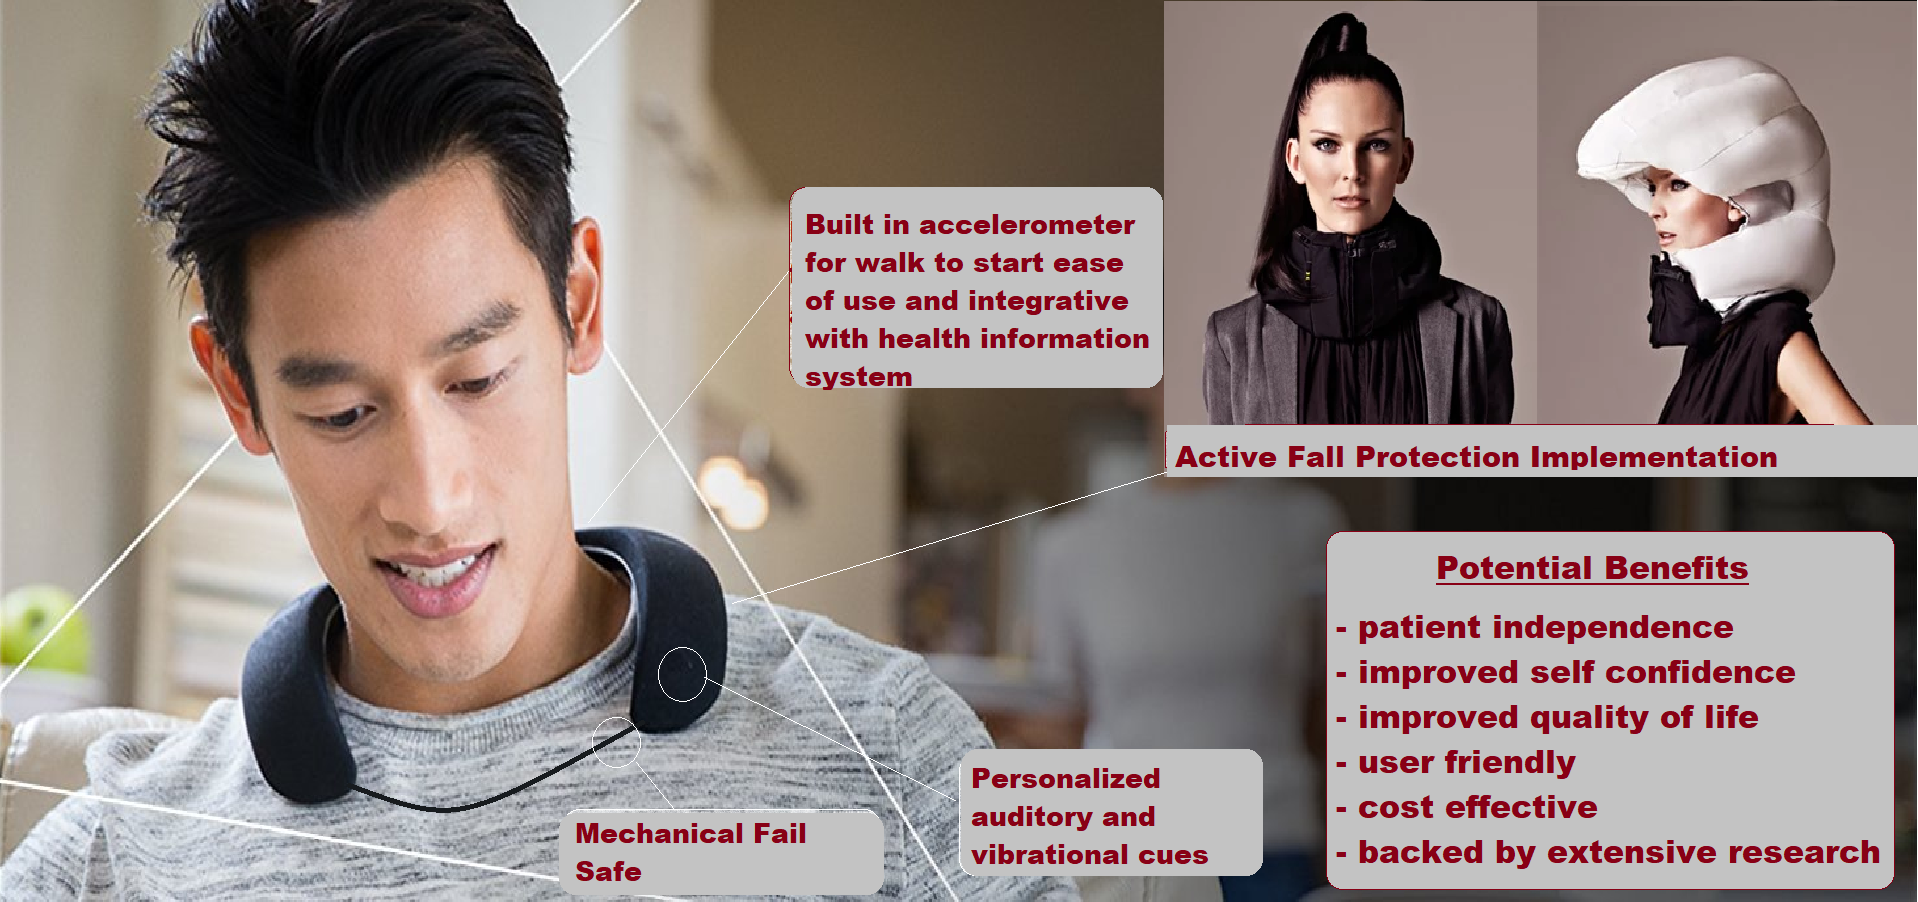 Built in accelerometer
for walk to start ease
of use and integrative
with health information
system
Active Fall Protection Implementation
Potential Benefits
- patient independence
- improved self confidence
- improved quality of life
- user friendly
- cost effective
- backed by extensive research
Personalized
auditory and
vibrational cues
Mechanical Fail
Safe